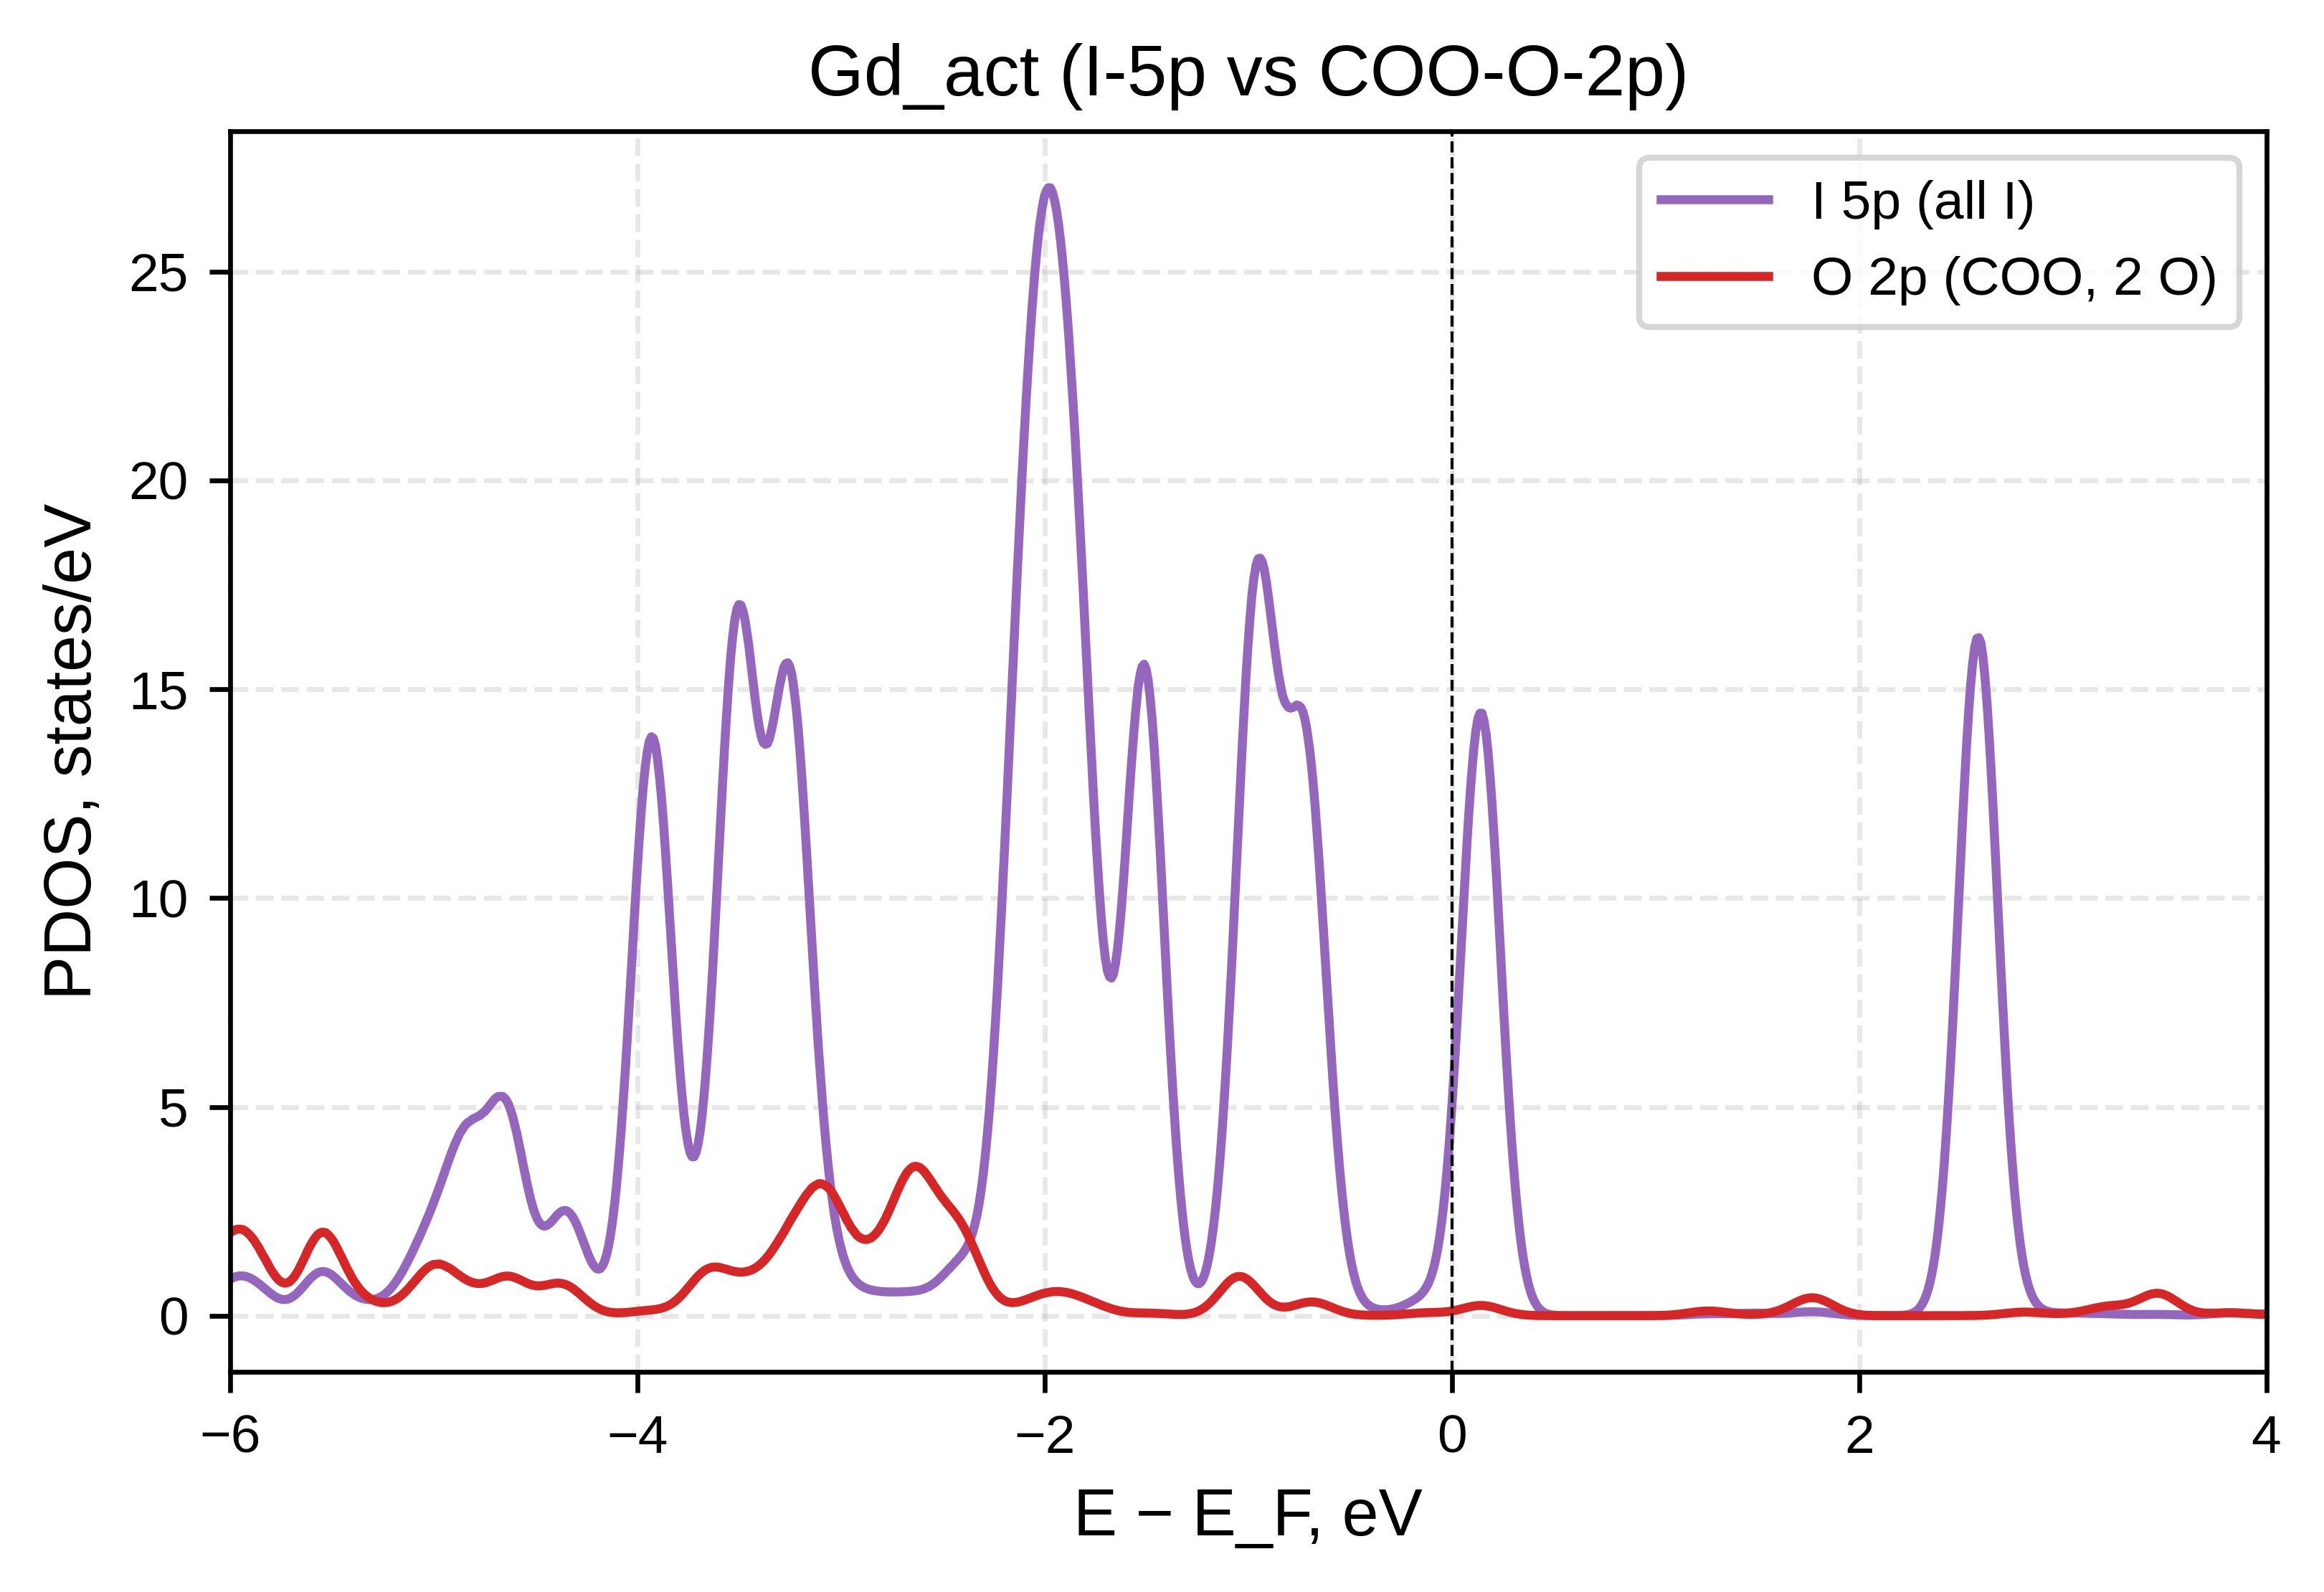 Gd_act (I-5p vs COO-O-2p)
I 5p (all I)
O 2p (COO, 2 O)
PDOS, states/eV
25
20
15
10
5
0
−6 −4 −2 0 2 4
E − E_F, eV